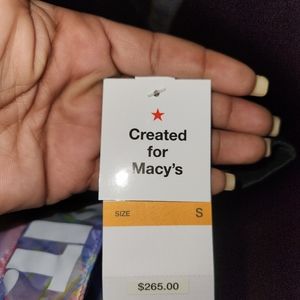 Created
for
Macy's
SIZE S
$265.00